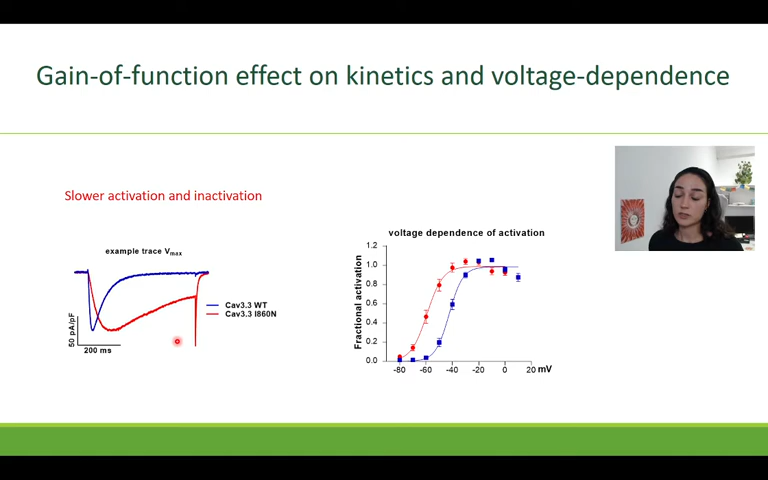 Gain-of-function effect on kinetics and voltage-dependence
Slower activation and inactivation
example trace Vmax
50 pA/pF
200 ms
Cav3.3 WT
Cav3.3 I860N
voltage dependence of activation
Fractional activation
1.2
1.0
0.8
0.6
0.4
0.2
0.0
-80 -60 -40 -20 0 20 mV